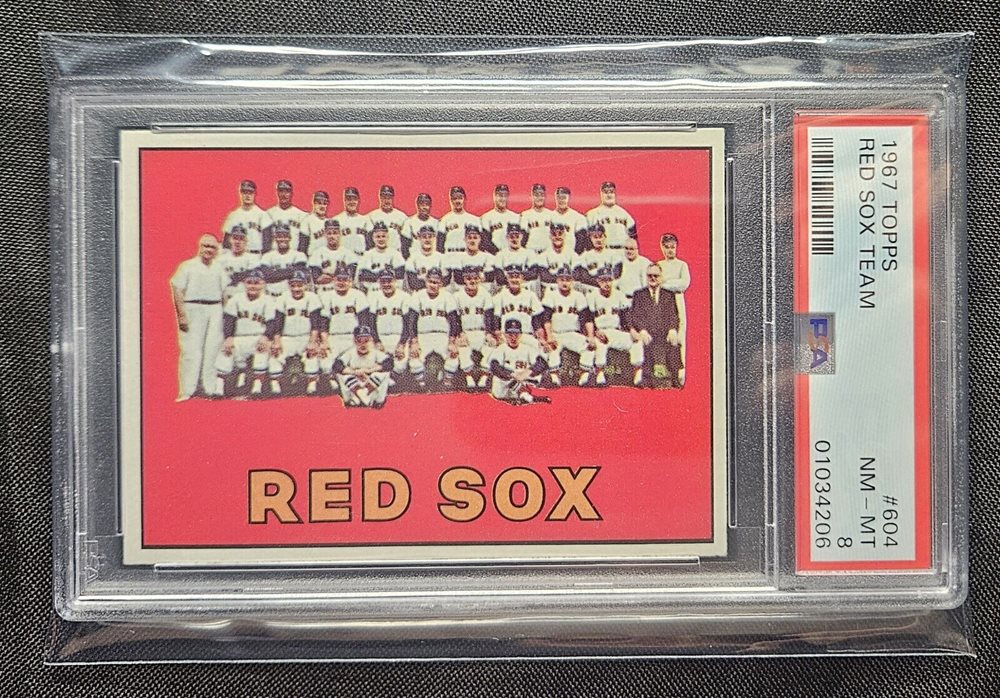 RED SOX
1967 TOPPS
RED SOX TEAM
#604
NM - MT
8
01034206
PSA